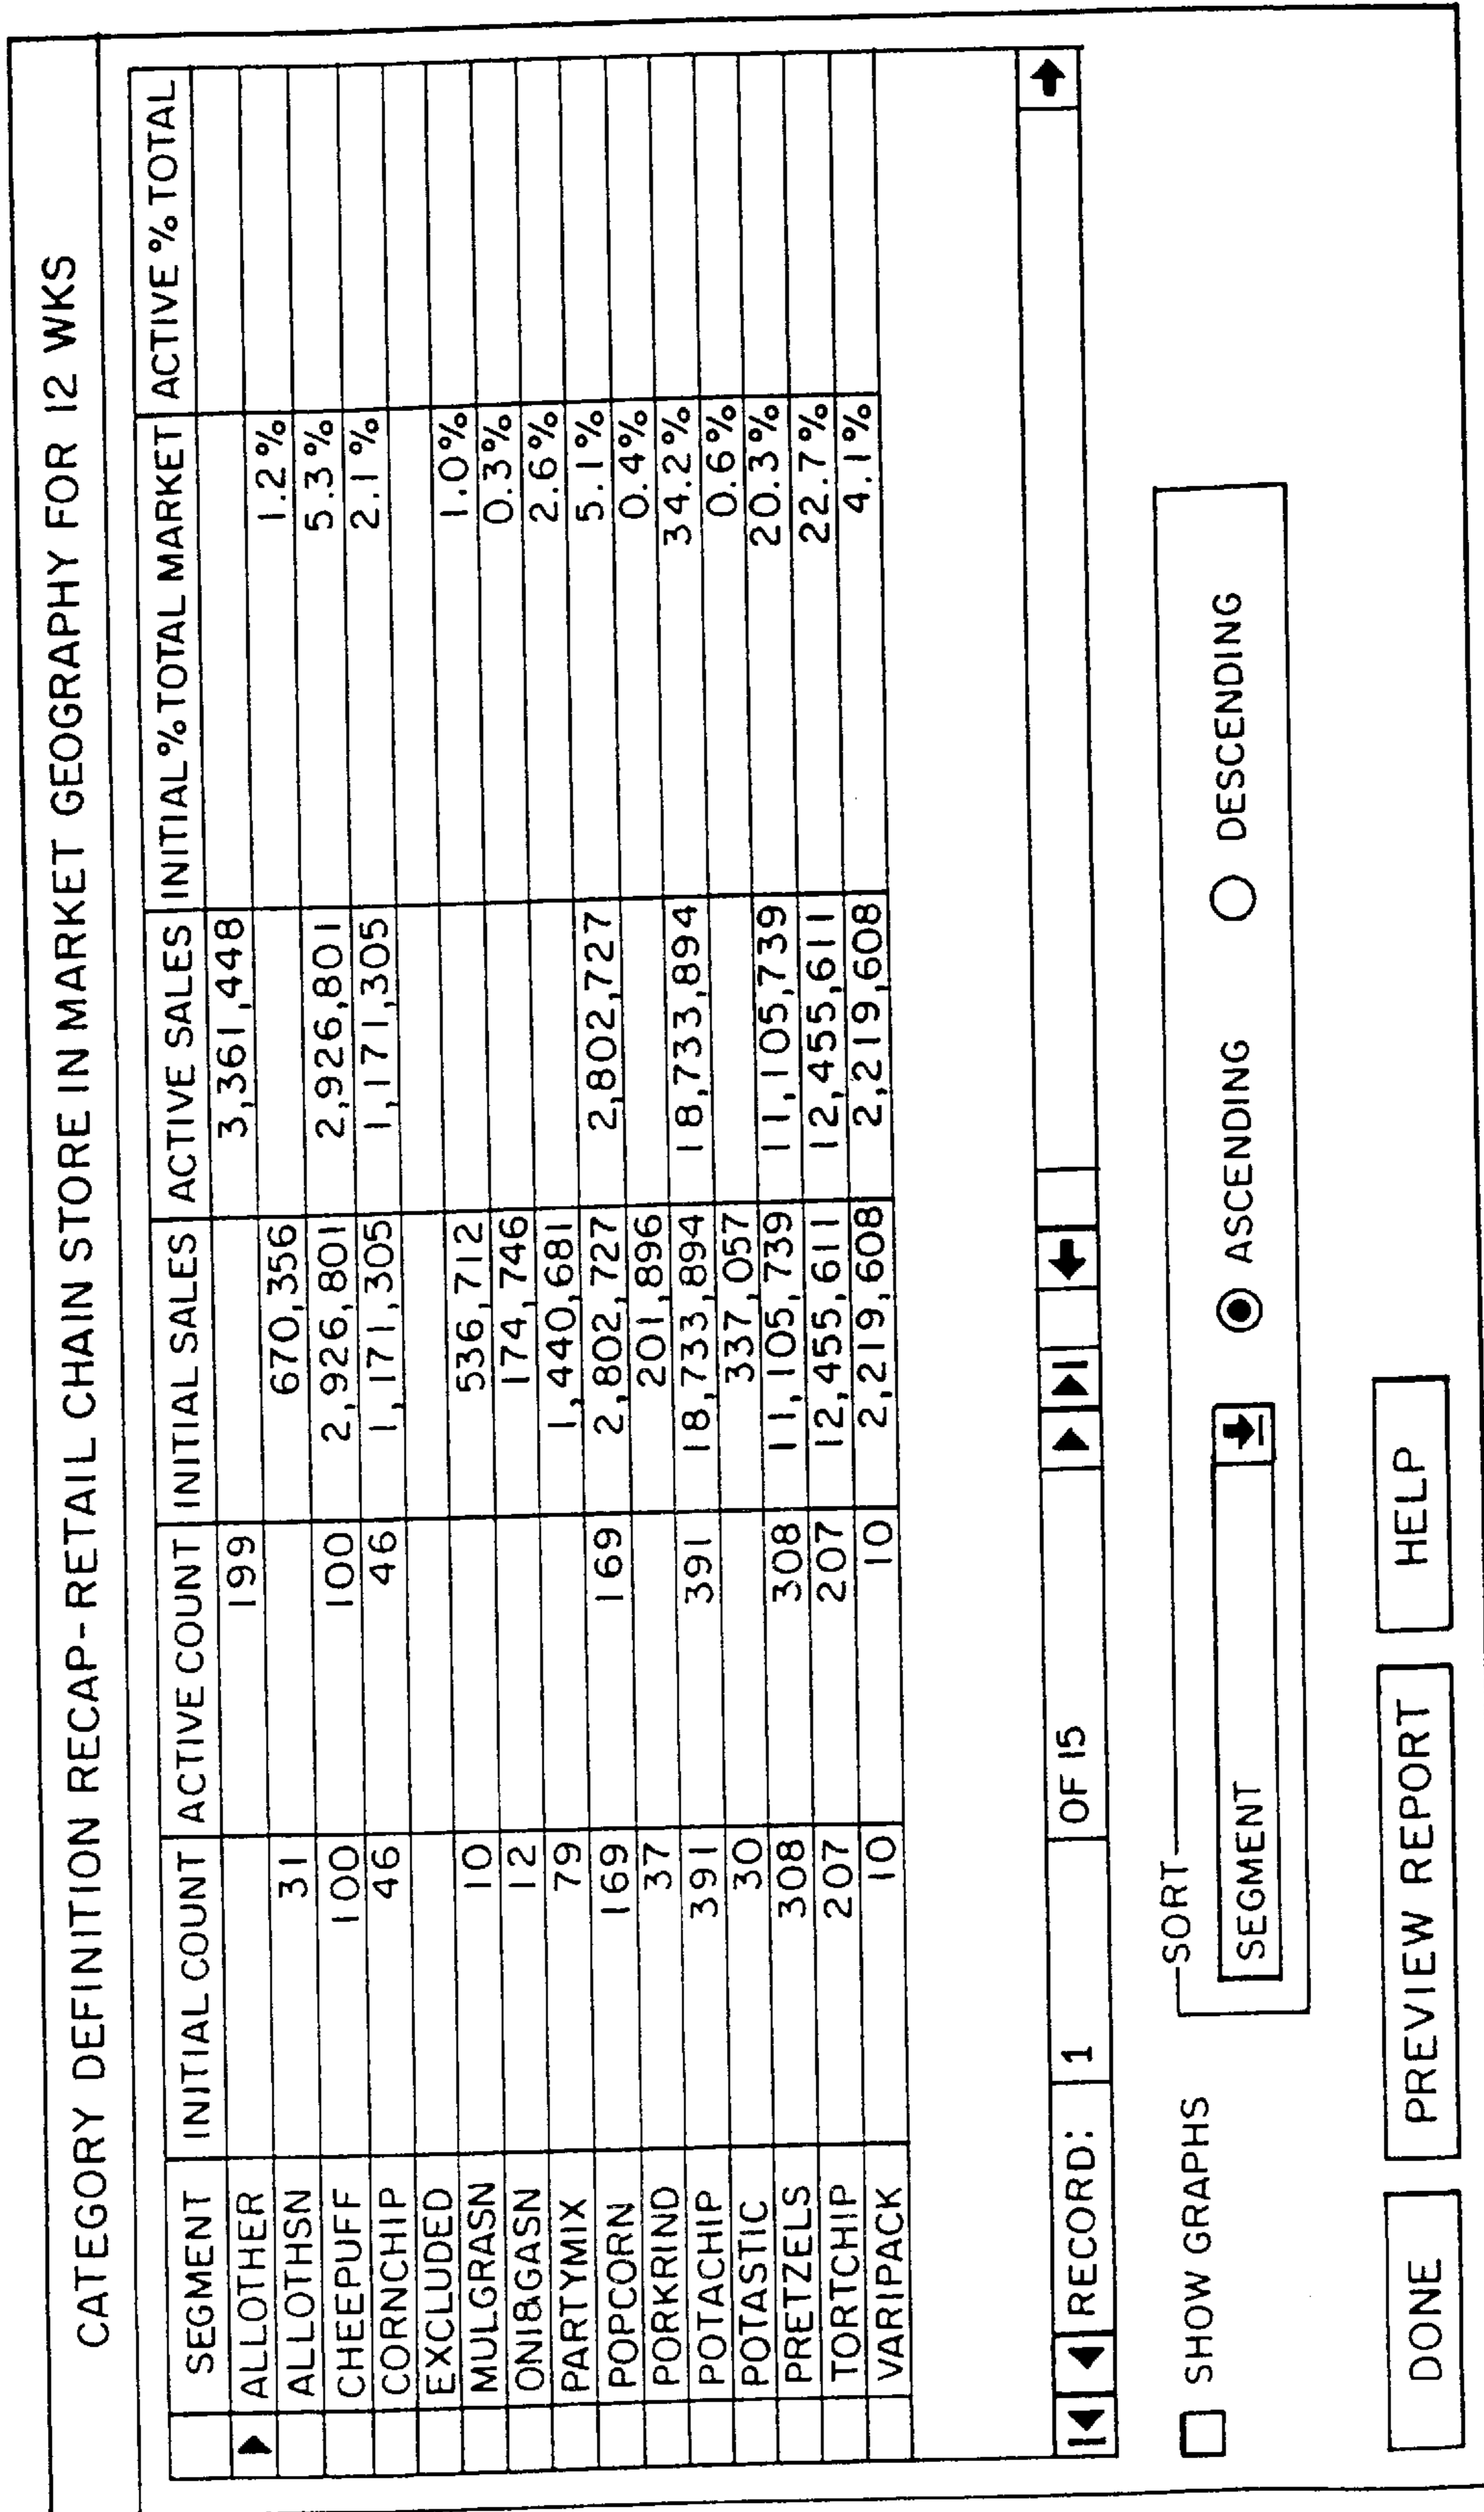 CATEGORY DEFINITION RECAP-RETAIL CHAIN STORE IN MARKET GEOGRAPHY FOR 12 WKS
SEGMENT INITIAL COUNT ACTIVE COUNT INITIAL SALES ACTIVE SALES INITIAL % TOTAL MARKET ACTIVE % TOTAL
ALLOTHER 199 3,361,448
ALLOTHSN 31 670,356 1.2%
CHEEPUFF 100 100 2,926,801 2,926,801 5.3%
CORNCHIP 46 46 1,171,305 1,171,305 2.1%
EXCLUDED
MULGRASN 10 536,712 1.0%
ONI&GASN 12 174,746 0.3%
PARTYMIX 79 1,440,681 2.6%
POPCORN 169 169 2,802,727 2,802,727 5.1%
PORKRIND 37 201,896 0.4%
POTACHIP 391 391 18,733,894 18,733,894 34.2%
POTASTIC 30 337,057 0.6%
PRETZELS 308 308 11,105,739 11,105,739 20.3%
TORTCHIP 207 207 12,455,611 12,455,611 22.7%
VARIPACK 10 10 2,219,608 2,219,608 4.1%
RECORD: 1 OF 15
SORT
SHOW GRAPHS SEGMENT ASCENDING DESCENDING
DONE PREVIEW REPORT HELP